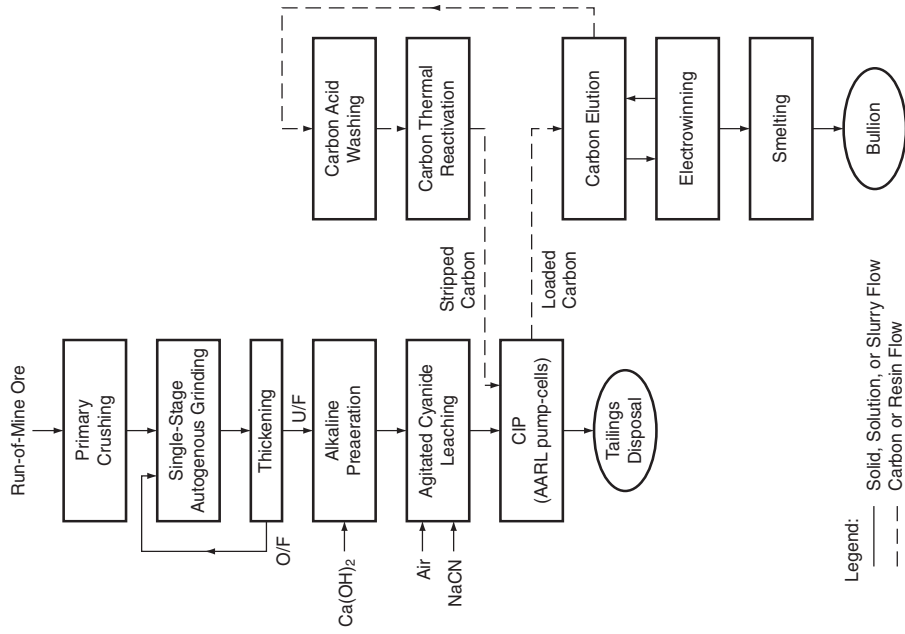 Run-of-Mine Ore
Primary
Crushing
Single-Stage
Autogenous Grinding
Thickening
O/F
U/F
Alkaline
Preaeration
Ca(OH)2
Agitated Cyanide
Leaching
Air
NaCN
CIP
(AARL pump-cells)
Tailings
Disposal
Carbon Acid
Washing
Carbon Thermal
Reactivation
Stripped
Carbon
Loaded
Carbon
Carbon Elution
Electrowinning
Smelting
Bullion
Legend:
Solid, Solution, or Slurry Flow
Carbon or Resin Flow